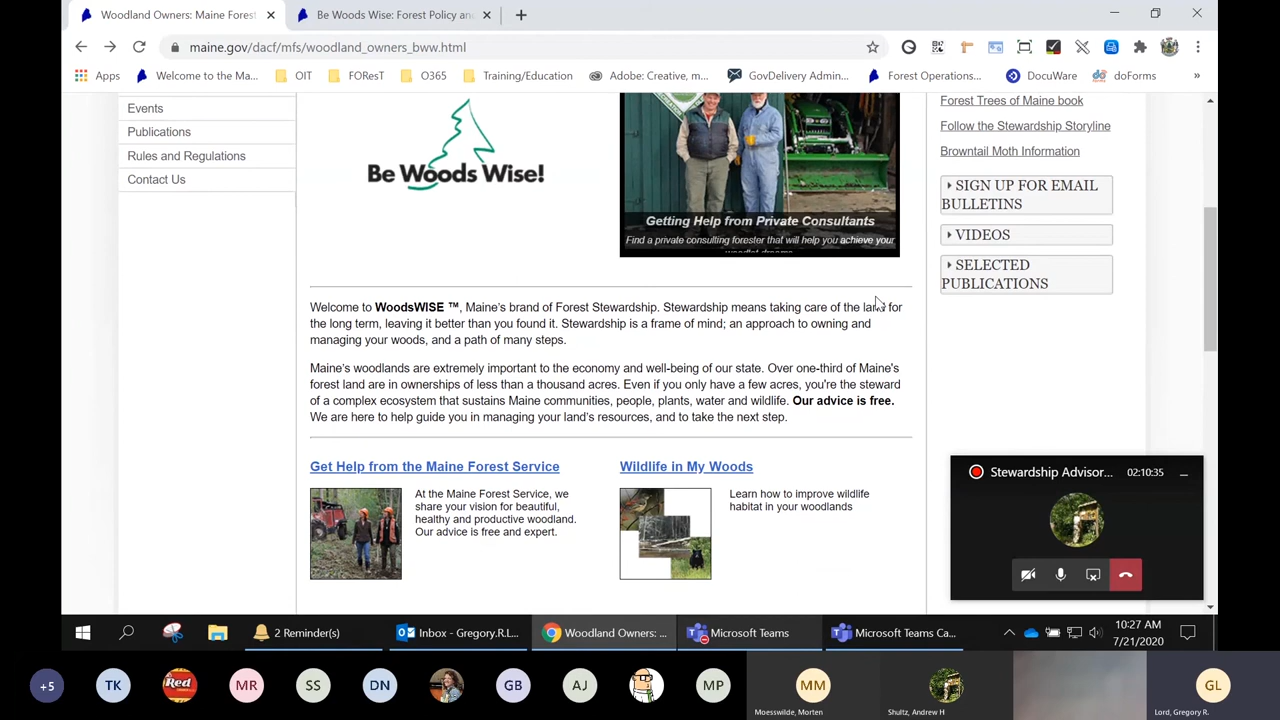 Woodland Owners: Maine Fores
Be Woods Wise: Forest Policy an
maine.gov/dacf/mfs/woodland_owners_bww.html
Apps
Welcome to the Ma...
OIT
FOResT
O365
Training/Education
Adobe: Creative, m...
GovDelivery Admin...
Forest Operations...
DocuWare
doForms
»
Events
Publications
Rules and Regulations
Contact Us
Be Woods Wise!
Getting Help from Private Consultants
Find a private consulting forester that will help you achieve your
woodlot dreams
Forest Trees of Maine book
Follow the Stewardship Storyline
Browntail Moth Information
SIGN UP FOR EMAIL
BULLETINS
VIDEOS
SELECTED
PUBLICATIONS
Welcome to WoodsWISE ™, Maine's brand of Forest Stewardship. Stewardship means taking care of the land for
the long term, leaving it better than you found it. Stewardship is a frame of mind; an approach to owning and
managing your woods, and a path of many steps.
Maine's woodlands are extremely important to the economy and well-being of our state. Over one-third of Maine's
forest land are in ownerships of less than a thousand acres. Even if you only have a few acres, you're the steward
of a complex ecosystem that sustains Maine communities, people, plants, water and wildlife. Our advice is free.
We are here to help guide you in managing your land's resources, and to take the next step.
Get Help from the Maine Forest Service
At the Maine Forest Service, we
share your vision for beautiful,
healthy and productive woodland.
Our advice is free and expert.
Wildlife in My Woods
Learn how to improve wildlife
habitat in your woodlands
Stewardship Advisor...
02:10:35
2 Reminder(s)
Inbox - Gregory.R.L...
Woodland Owners: ...
Microsoft Teams
Microsoft Teams Ca...
10:27 AM
7/21/2020
+5
TK
Red
MR
SS
DN
GB
AJ
MP
MM
Moesswilde, Morten
Shultz, Andrew H
GL
Lord, Gregory R.